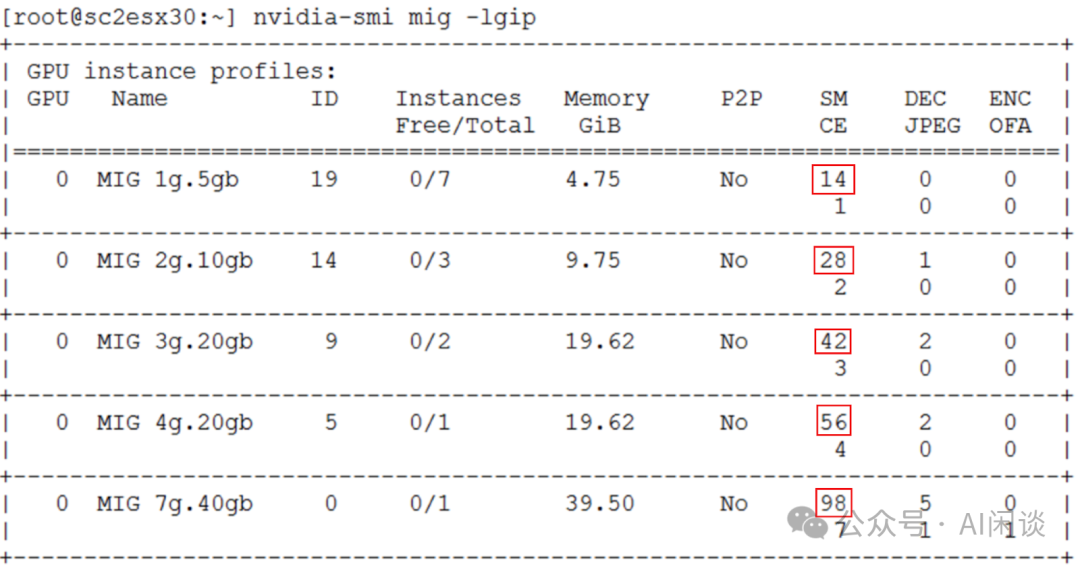 [root@sc2esx30:~] nvidia-smi mig -lgip
+-----------------------------------------------------------------------------+
| GPU instance profiles:                                                      |
| GPU   Name          ID    Instances   Memory     P2P    SM    DEC   ENC  |
|                           Free/Total   GiB              CE    JPEG  OFA  |
|=============================================================================|
|   0  MIG 1g.5gb     19     0/7        4.75       No     14     0     0   |
|                                                          1     0     0   |
+-----------------------------------------------------------------------------+
|   0  MIG 2g.10gb    14     0/3        9.75       No     28     1     0   |
|                                                          2     0     0   |
+-----------------------------------------------------------------------------+
|   0  MIG 3g.20gb     9     0/2        19.62      No     42     2     0   |
|                                                          3     0     0   |
+-----------------------------------------------------------------------------+
|   0  MIG 4g.20gb     5     0/1        19.62      No     56     2     0   |
|                                                          4     0     0   |
+-----------------------------------------------------------------------------+
|   0  MIG 7g.40gb     0     0/1        39.50      No     98     5     0   |
|                                                          7     1     1   |
+-----------------------------------------------------------------------------+
公众号 · AI闲谈